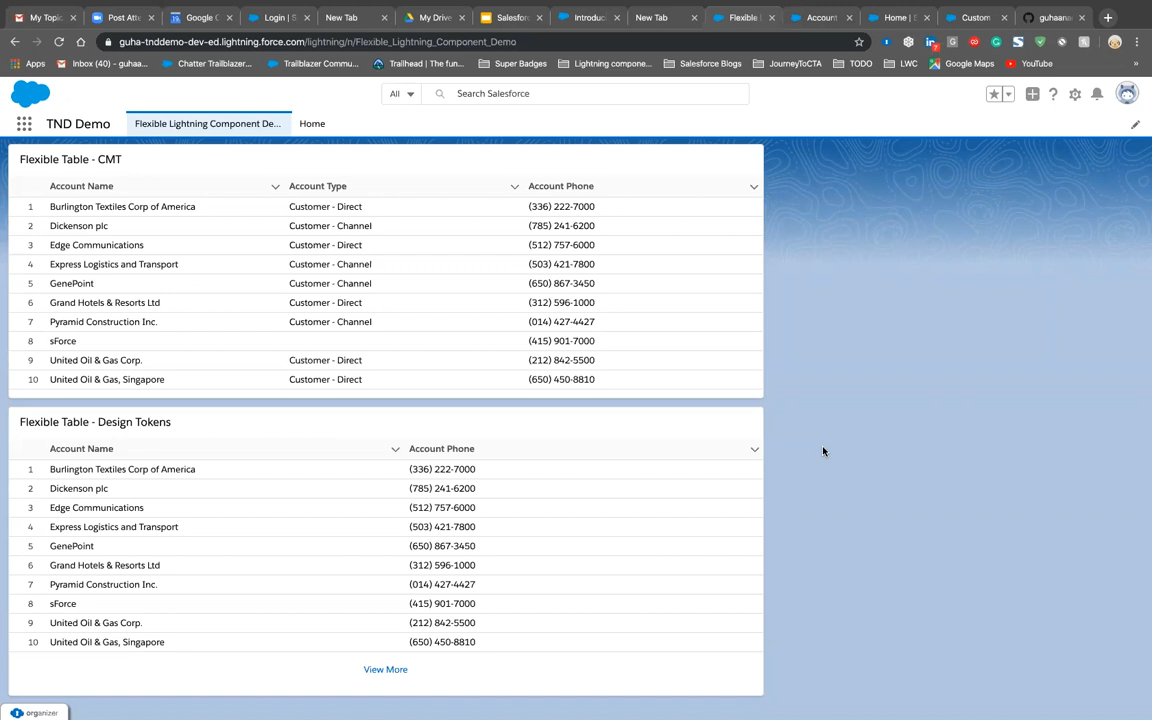 My Topic
Post Atte
Google C
Login | S
New Tab
My Drive
Salesforc
Introduc
New Tab
Flexible
Account
Home | S
Custom
guhaana
guha-tnddemo-dev-ed.lightning.force.com/lightning/n/Flexible_Lightning_Component_Demo
Apps
Inbox (40) - guhaa...
Chatter Trailblazer...
Trailblazer Commu...
Trailhead | The fun...
Super Badges
Lightning compone...
Salesforce Blogs
JourneyToCTA
TODO
LWC
Google Maps
YouTube
All
Search Salesforce
TND Demo
Flexible Lightning Component De...
Home
Flexible Table - CMT
Account Name Account Type Account Phone
1 Burlington Textiles Corp of America Customer - Direct (336) 222-7000
2 Dickenson plc Customer - Channel (785) 241-6200
3 Edge Communications Customer - Direct (512) 757-6000
4 Express Logistics and Transport Customer - Channel (503) 421-7800
5 GenePoint Customer - Channel (650) 867-3450
6 Grand Hotels & Resorts Ltd Customer - Direct (312) 596-1000
7 Pyramid Construction Inc. Customer - Channel (014) 427-4427
8 sForce (415) 901-7000
9 United Oil & Gas Corp. Customer - Direct (212) 842-5500
10 United Oil & Gas, Singapore Customer - Direct (650) 450-8810
Flexible Table - Design Tokens
Account Name Account Phone
1 Burlington Textiles Corp of America (336) 222-7000
2 Dickenson plc (785) 241-6200
3 Edge Communications (512) 757-6000
4 Express Logistics and Transport (503) 421-7800
5 GenePoint (650) 867-3450
6 Grand Hotels & Resorts Ltd (312) 596-1000
7 Pyramid Construction Inc. (014) 427-4427
8 sForce (415) 901-7000
9 United Oil & Gas Corp. (212) 842-5500
10 United Oil & Gas, Singapore (650) 450-8810
View More
organizer